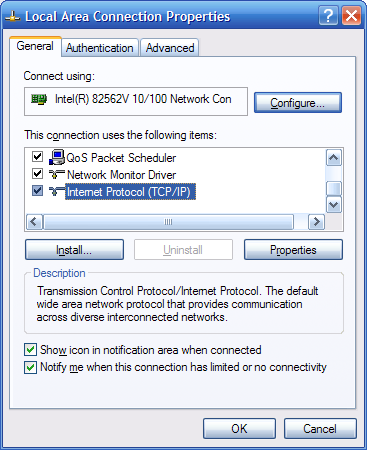 Local Area Connection Properties
General Authentication Advanced
Connect using:
Intel(R) 82562V 10/100 Network Con
Configure...
This connection uses the following items:
QoS Packet Scheduler
Network Monitor Driver
Internet Protocol (TCP/IP)
Install... Uninstall Properties
Description
Transmission Control Protocol/Internet Protocol. The default
wide area network protocol that provides communication
across diverse interconnected networks.
Show icon in notification area when connected
Notify me when this connection has limited or no connectivity
OK Cancel